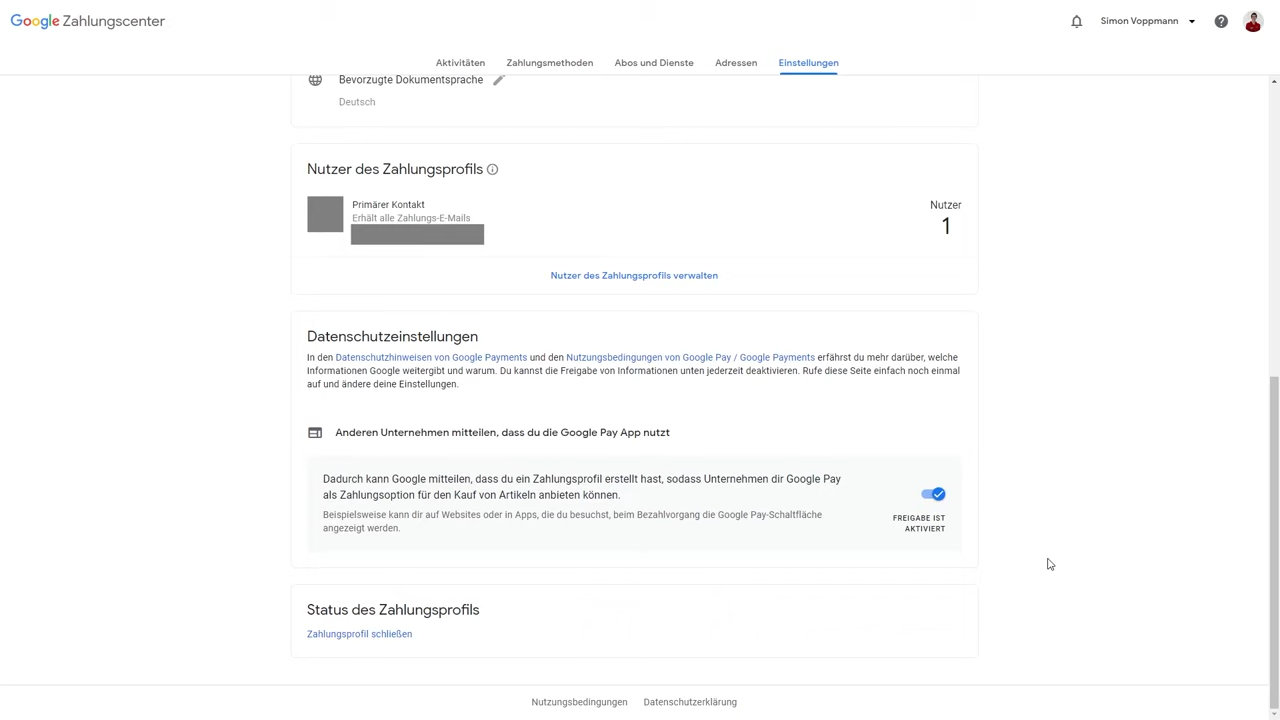 Google Zahlungscenter
Simon Voppmann
Aktivitäten
Zahlungsmethoden
Abos und Dienste
Adressen
Einstellungen
Bevorzugte Dokumentsprache
Deutsch
Nutzer des Zahlungsprofils
Primärer Kontakt
Erhält alle Zahlungs-E-Mails
Nutzer
1
Nutzer des Zahlungsprofils verwalten
Datenschutzeinstellungen
In den Datenschutzhinweisen von Google Payments und den Nutzungsbedingungen von Google Pay / Google Payments erfährst du mehr darüber, welche
Informationen Google weitergibt und warum. Du kannst die Freigabe von Informationen unten jederzeit deaktivieren. Rufe diese Seite einfach noch einmal
auf und ändere deine Einstellungen.
Anderen Unternehmen mitteilen, dass du die Google Pay App nutzt
Dadurch kann Google mitteilen, dass du ein Zahlungsprofil erstellt hast, sodass Unternehmen dir Google Pay
als Zahlungsoption für den Kauf von Artikeln anbieten können.
Beispielsweise kann dir auf Websites oder in Apps, die du besuchst, beim Bezahlvorgang die Google Pay-Schaltfläche
angezeigt werden.
FREIGABE IST
AKTIVIERT
Status des Zahlungsprofils
Zahlungsprofil schließen
Nutzungsbedingungen
Datenschutzerklärung